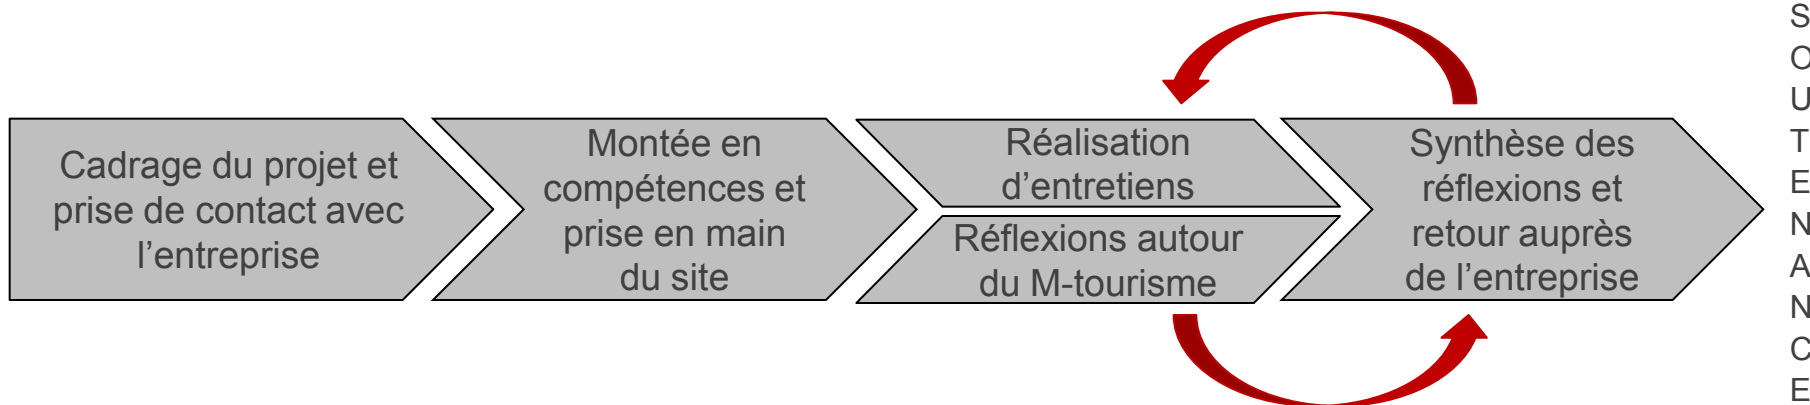 Cadrage du projet et
prise de contact avec
l’entreprise
Montée en
compétences et
prise en main
du site
Réalisation
d’entretiens
Réflexions autour
du M-tourisme
Synthèse des
réflexions et
retour auprès
de l’entreprise
S
O
U
T
E
N
A
N
C
E